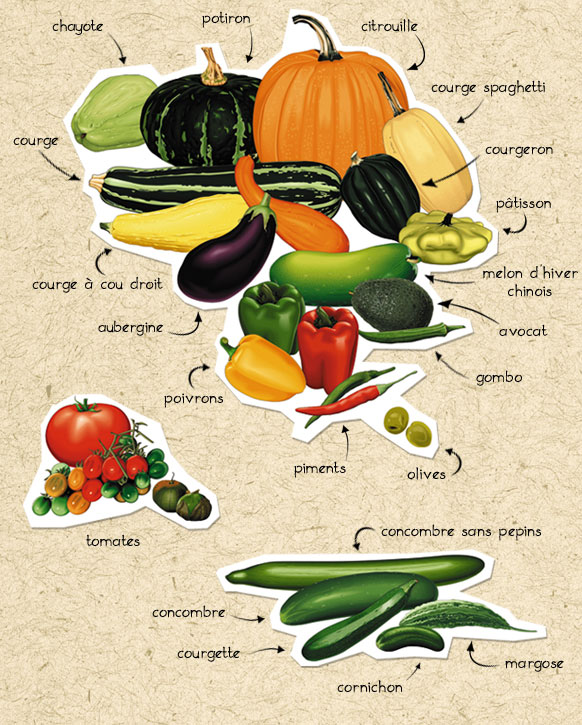 chayote
potiron
citrouille
courge spaghetti
courge
courgeron
pâtisson
courge à cou droit
melon d'hiver
chinois
aubergine
avocat
gombo
poivrons
piments
olives
tomates
concombre sans pepins
concombre
courgette
margose
cornichon